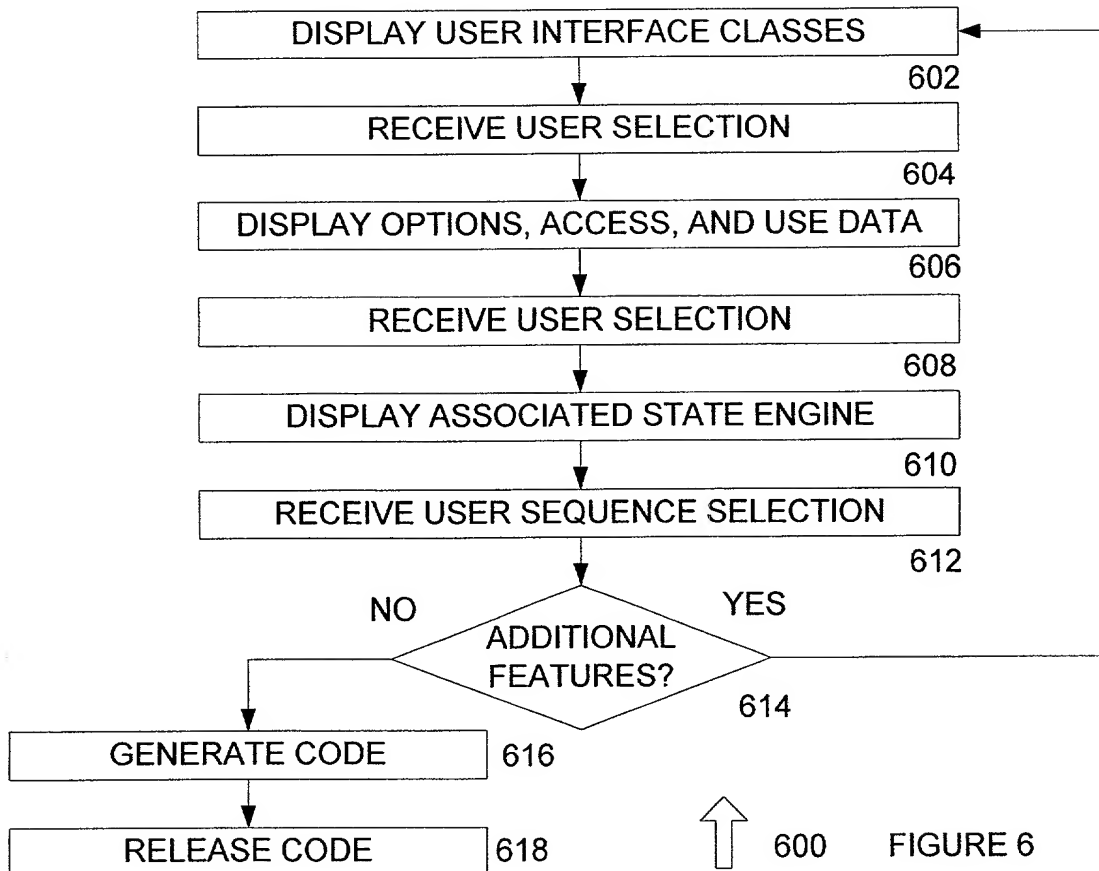 DISPLAY USER INTERFACE CLASSES
602
RECEIVE USER SELECTION
604
DISPLAY OPTIONS, ACCESS, AND USE DATA
606
RECEIVE USER SELECTION
608
DISPLAY ASSOCIATED STATE ENGINE
610
RECEIVE USER SEQUENCE SELECTION
612
NO
YES
ADDITIONAL
FEATURES?
614
GENERATE CODE
616
RELEASE CODE
618
600
FIGURE 6